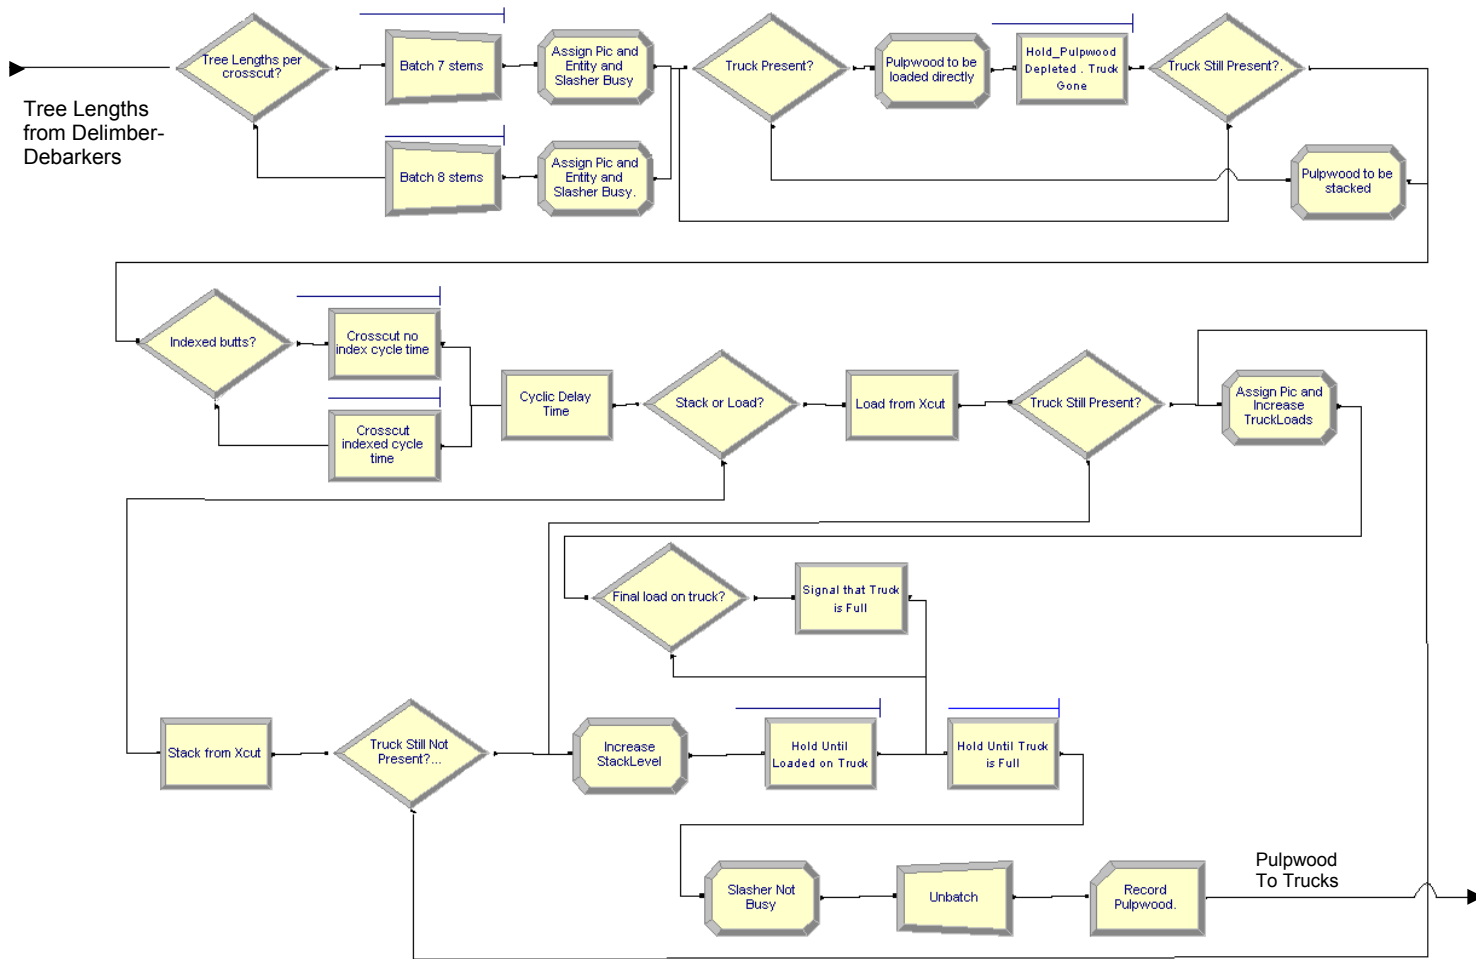 Tree Lengths
from Delimber-
Debarkers
Tree Lengths per
crosscut?
Batch 7 stems
Assign Pic and
Entity and
Slasher Busy
Truck Present?
Pulpwood to be
loaded directly
Hold_Pulpwood
Depleted . Truck
Gone
Truck Still Present?.
Batch 8 stems
Assign Pic and
Entity and
Slasher Busy.
Pulpwood to be
stacked
Indexed butts?
Crosscut no
index cycle time
Crosscut
indexed cycle
time
Cyclic Delay
Time
Stack or Load?
Load from Xcut
Truck Still Present?
Assign Pic and
Increase
TruckLoads
Final load on truck?
Signal that Truck
is Full
Stack from Xcut
Truck Still Not
Present?...
Increase
StackLevel
Hold Until
Loaded on Truck
Hold Until Truck
is Full
Slasher Not
Busy
Unbatch
Record
Pulpwood.
Pulpwood
To Trucks